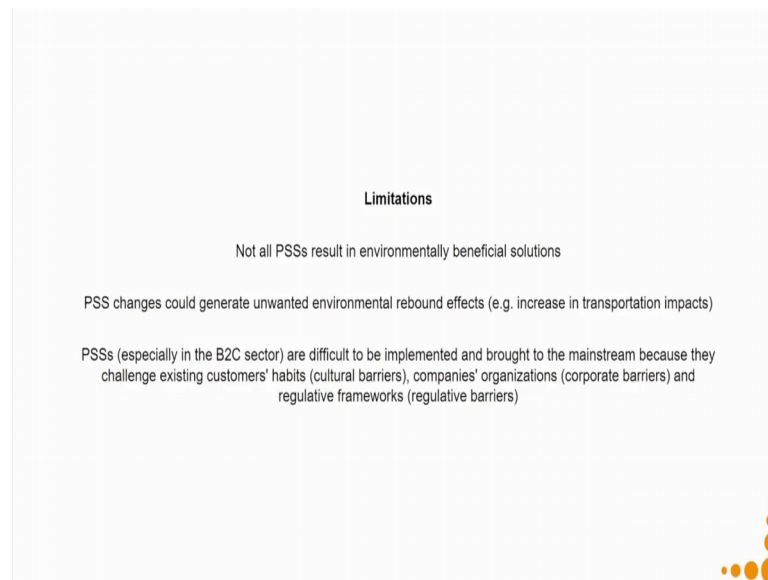 Limitations
Not all PSSs result in environmentally beneficial solutions
PSS changes could generate unwanted environmental rebound effects (e.g. increase in transportation impacts)
PSSs (especially in the B2C sector) are difficult to be implemented and brought to the mainstream because they
challenge existing customers' habits (cultural barriers), companies' organizations (corporate barriers) and
regulative frameworks (regulative barriers)